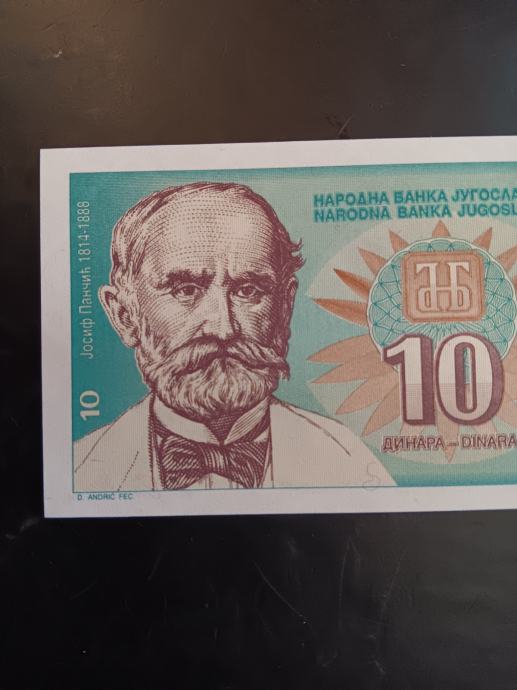 НАРОДНА БАНКА ЈУГОСЛА
NARODNA BANKA JUGOSL
Јосиф Панчић 1814-1888
10
10
ДИНАРА — DINARA
D. ANDRIĆ FEC